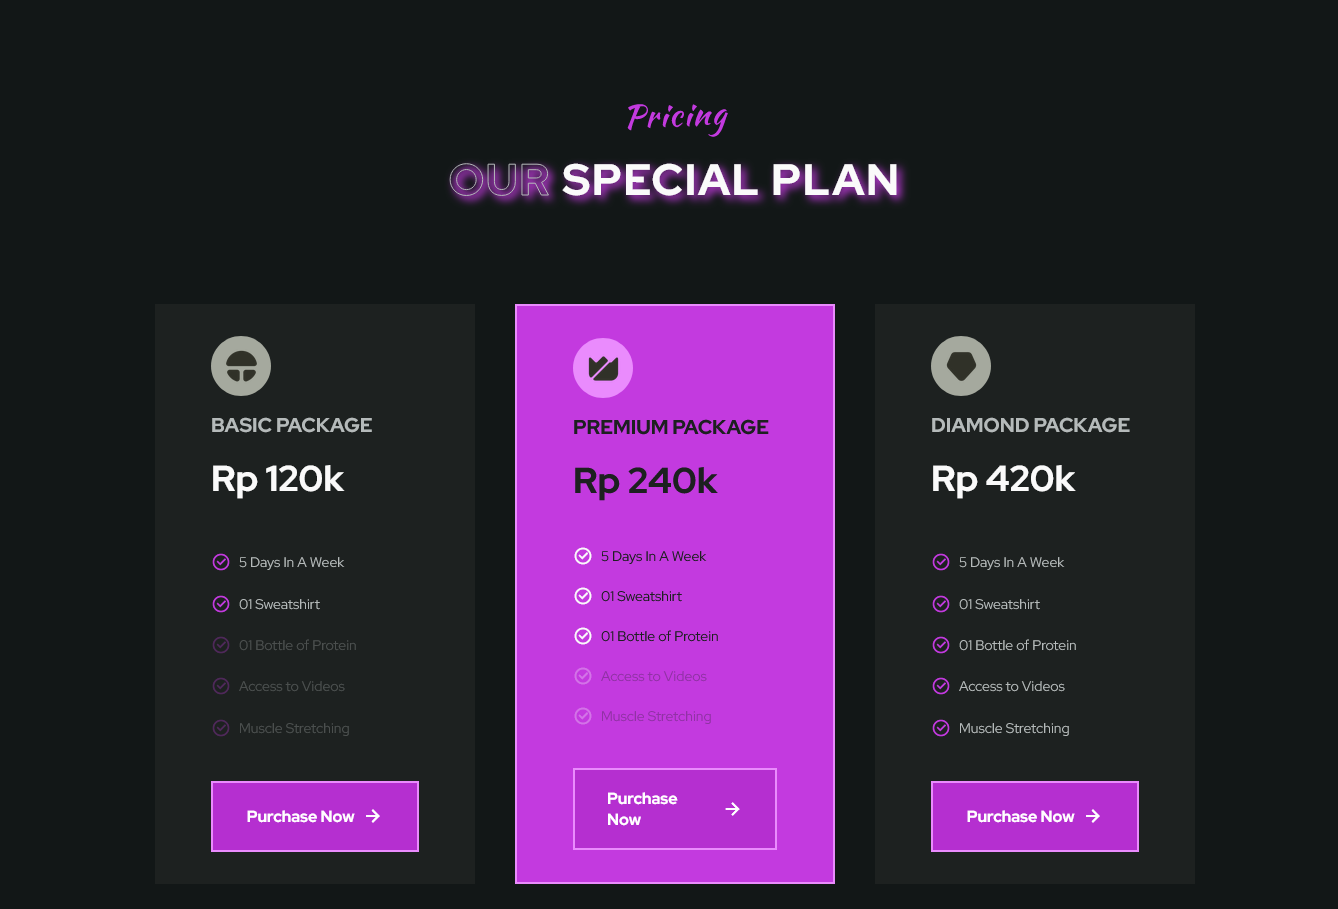 Pricing
OUR SPECIAL PLAN
BASIC PACKAGE
Rp 120k
5 Days In A Week
01 Sweatshirt
01 Bottle of Protein
Access to Videos
Muscle Stretching
Purchase Now
PREMIUM PACKAGE
Rp 240k
5 Days In A Week
01 Sweatshirt
01 Bottle of Protein
Access to Videos
Muscle Stretching
Purchase
Now
DIAMOND PACKAGE
Rp 420k
5 Days In A Week
01 Sweatshirt
01 Bottle of Protein
Access to Videos
Muscle Stretching
Purchase Now